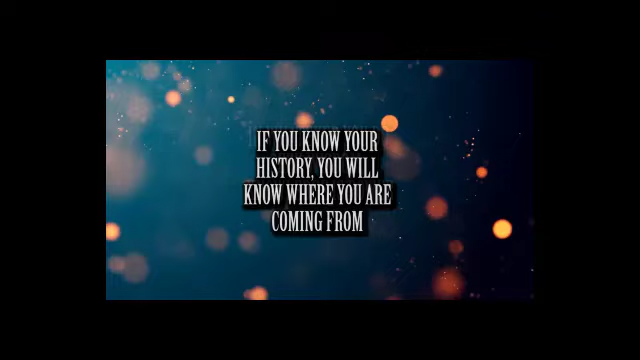 IF YOU KNOW YOUR
HISTORY, YOU WILL
KNOW WHERE YOU ARE
COMING FROM